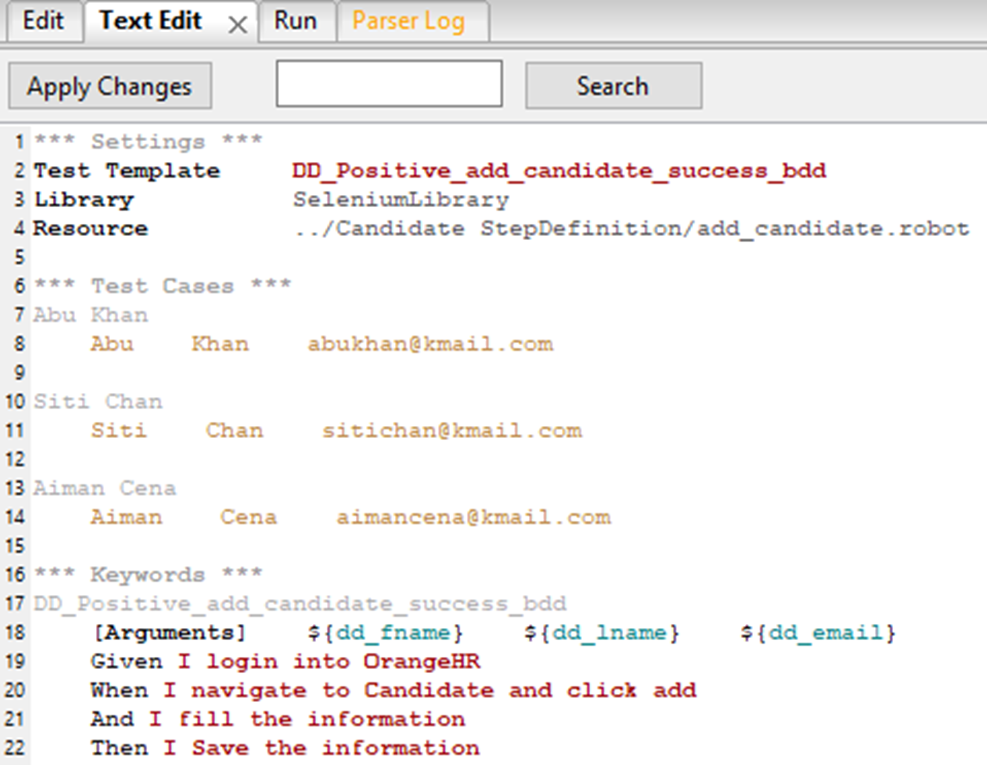 Edit Text Edit × Run Parser Log
Apply Changes Search
1 *** Settings ***
2 Test Template DD_Positive_add_candidate_success_bdd
3 Library SeleniumLibrary
4 Resource ../Candidate StepDefinition/add_candidate.robot
5
6 *** Test Cases ***
7 Abu Khan
8 Abu Khan abukhan@kmail.com
9
10 Siti Chan
11 Siti Chan sitichan@kmail.com
12
13 Aiman Cena
14 Aiman Cena aimancena@kmail.com
15
16 *** Keywords ***
17 DD_Positive_add_candidate_success_bdd
18 [Arguments] ${dd_fname} ${dd_lname} ${dd_email}
19 Given I login into OrangeHR
20 When I navigate to Candidate and click add
21 And I fill the information
22 Then I Save the information